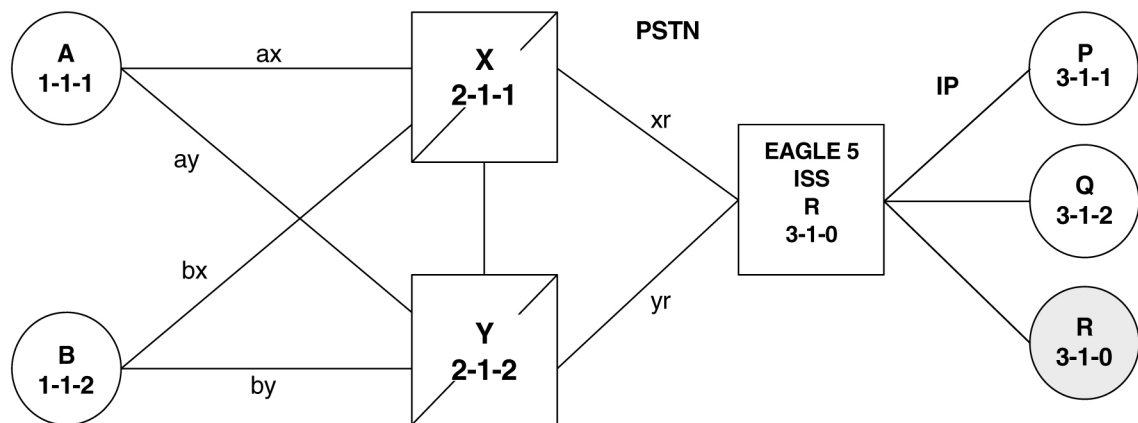 A
1-1-1
ax
X
2-1-1
PSTN
xr
IP
P
3-1-1
ay
EAGLE 5
ISS
R
3-1-0
Q
3-1-2
bx
yr
B
1-1-2
by
Y
2-1-2
R
3-1-0